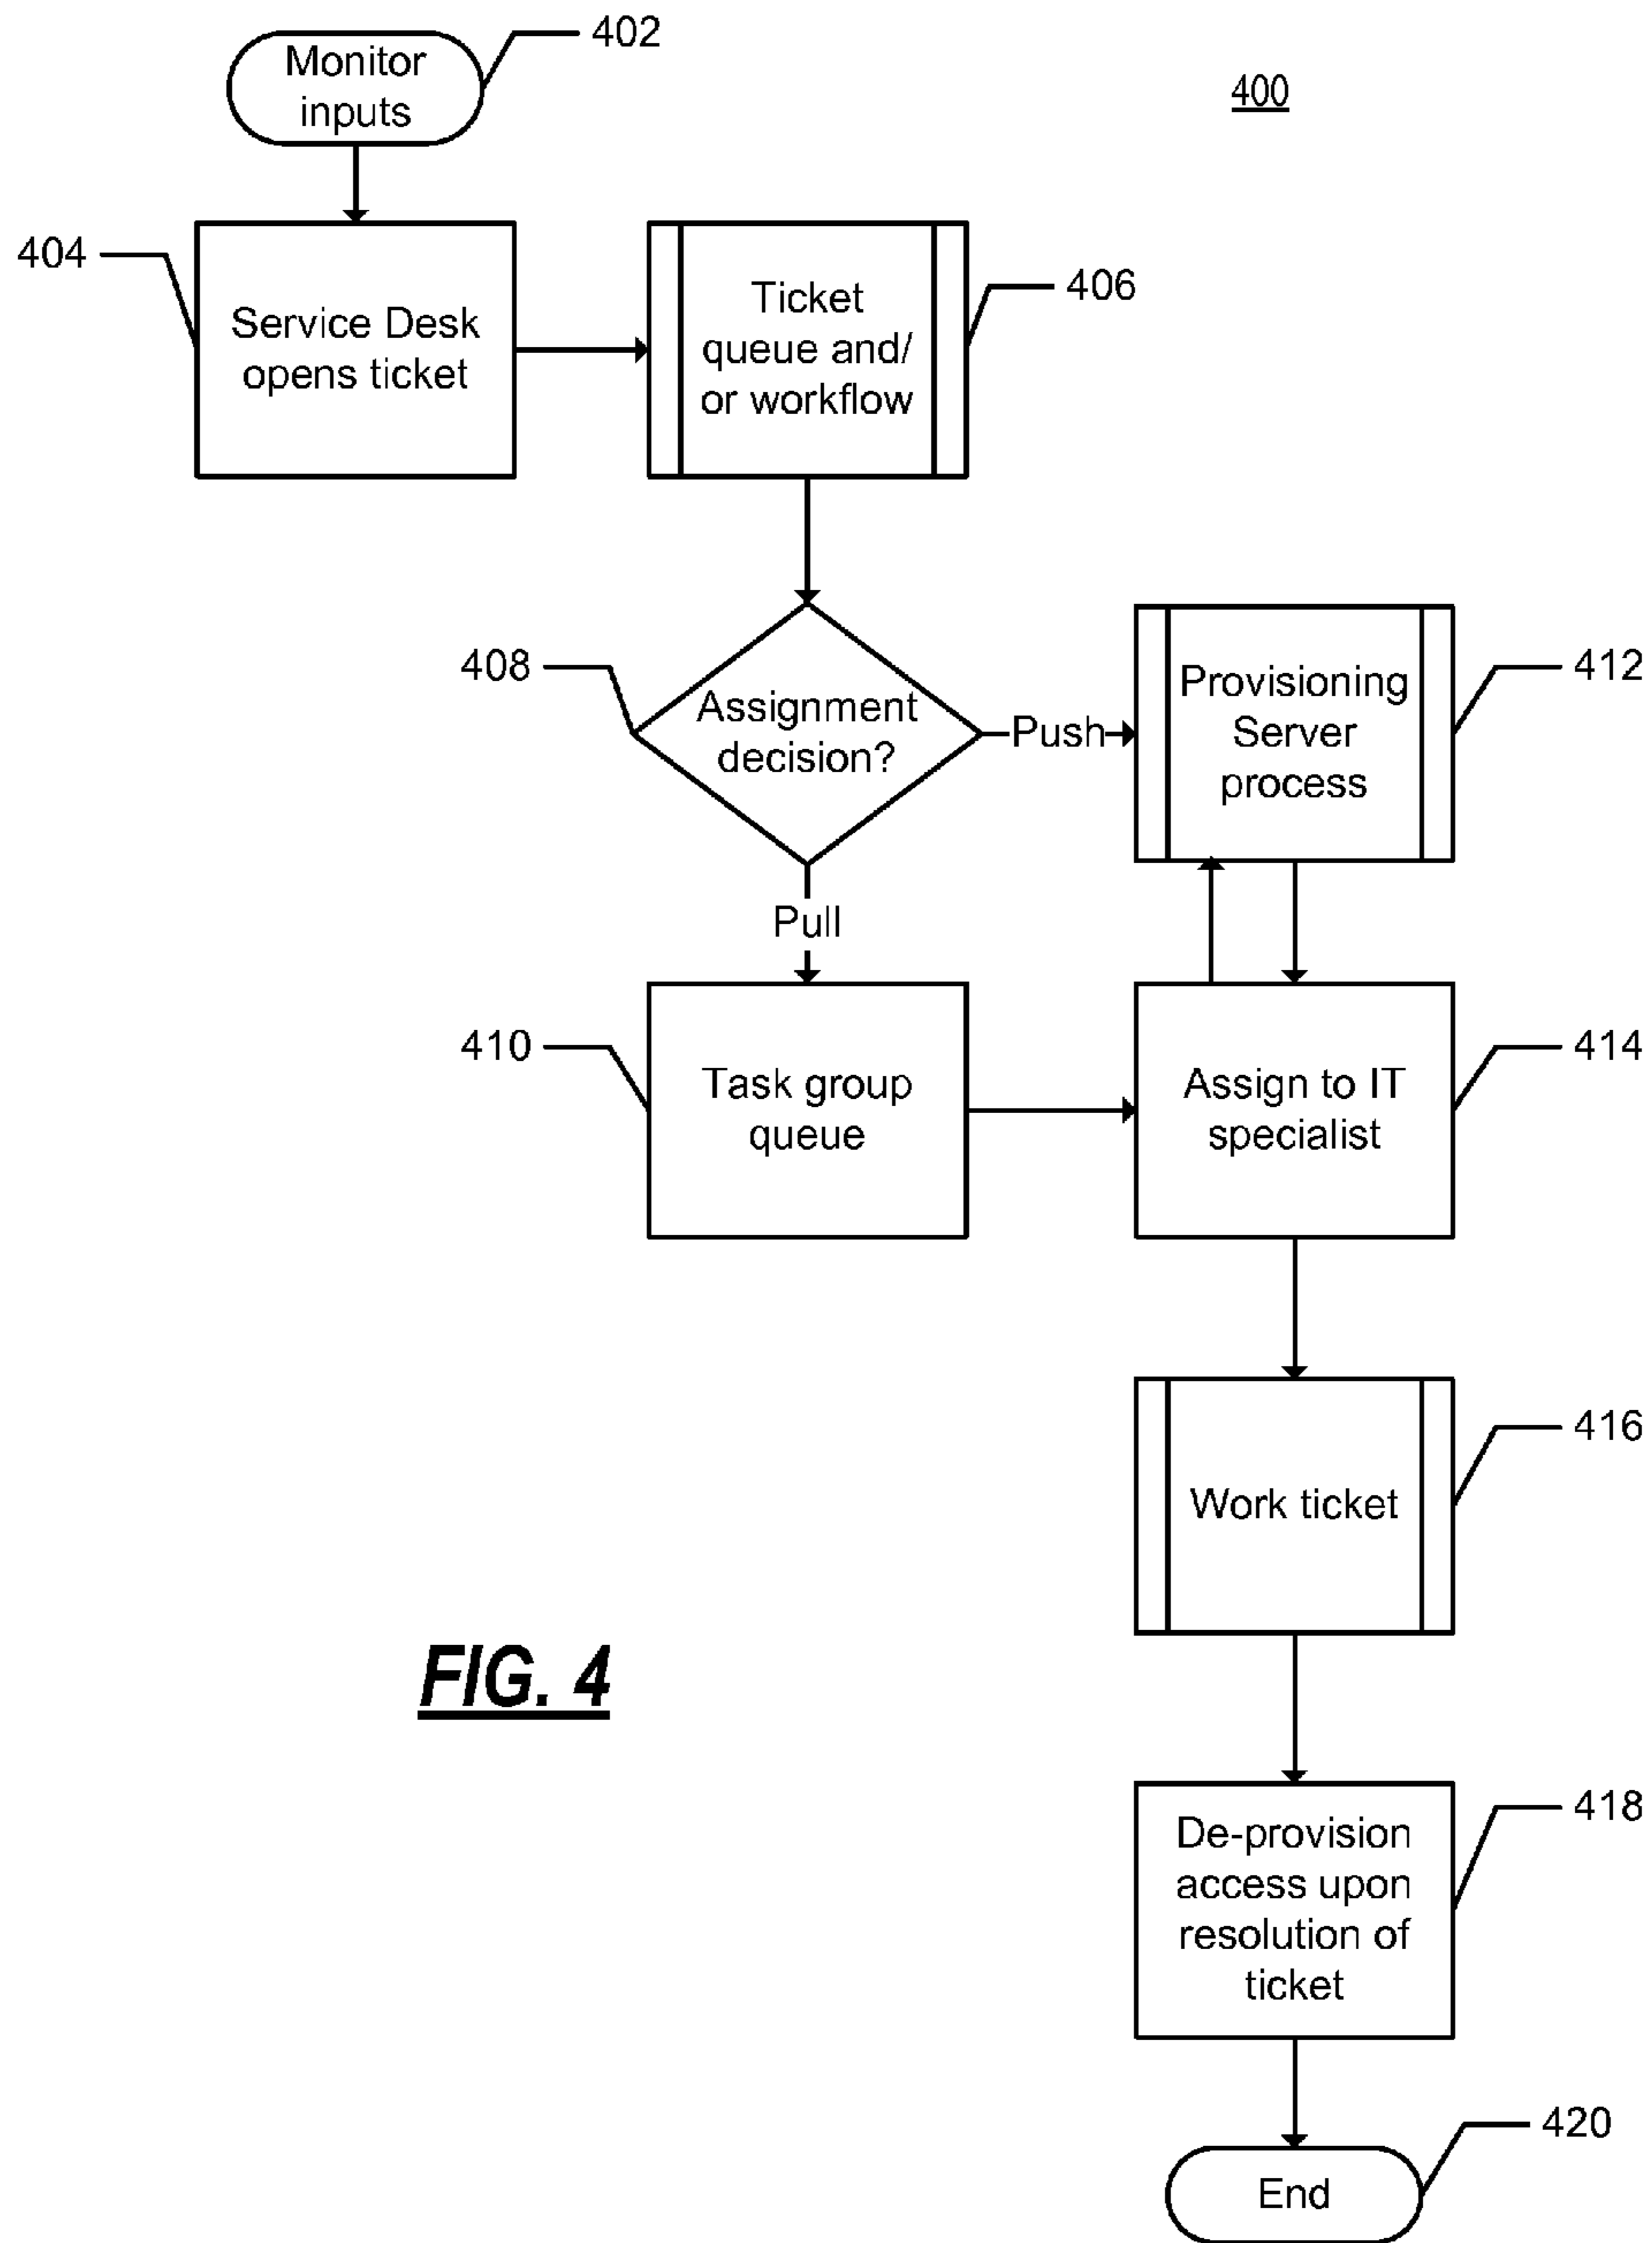 Monitor
inputs
402
400
404
Service Desk
opens ticket
Ticket
queue and/
or workflow
406
408
Assignment
decision?
Push
Provisioning
Server
process
412
Pull
410
Task group
queue
Assign to IT
specialist
414
Work ticket
416
FIG. 4
De-provision
access upon
resolution of
ticket
418
End
420